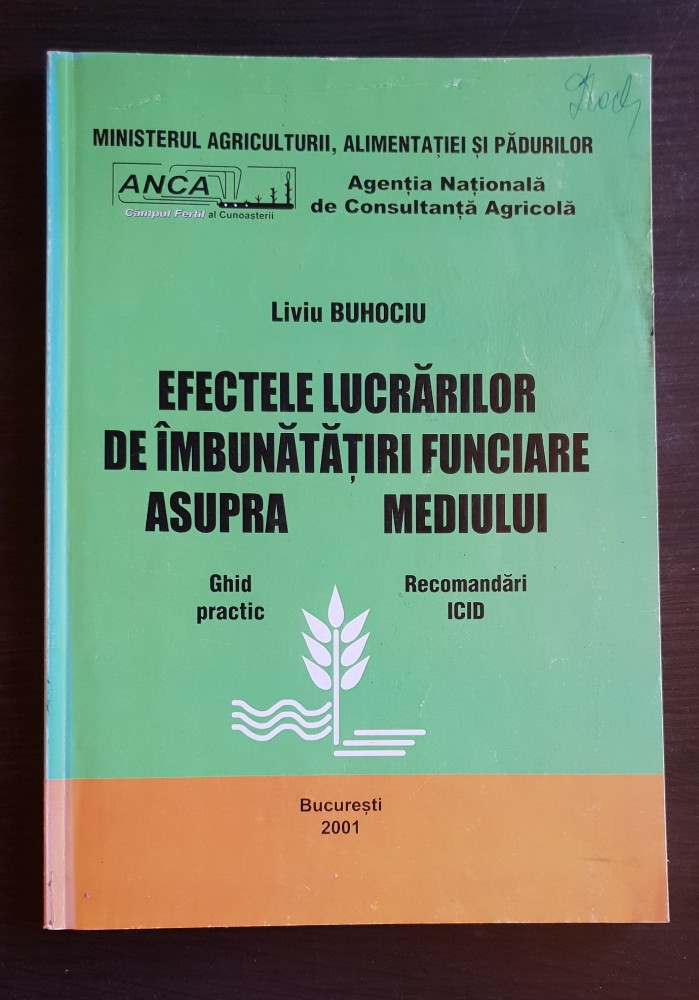 MINISTERUL AGRICULTURII, ALIMENTAȚIEI ȘI PĂDURILOR
ANCA
Câmpul Fertil al Cunoașterii
Agenția Națională
de Consultanță Agricolă
Liviu BUHOCIU
EFECTELE LUCRĂRILOR
DE ÎMBUNĂTĂȚIRI FUNCIARE
ASUPRA MEDIULUI
Ghid
practic
Recomandări
ICID
București
2001